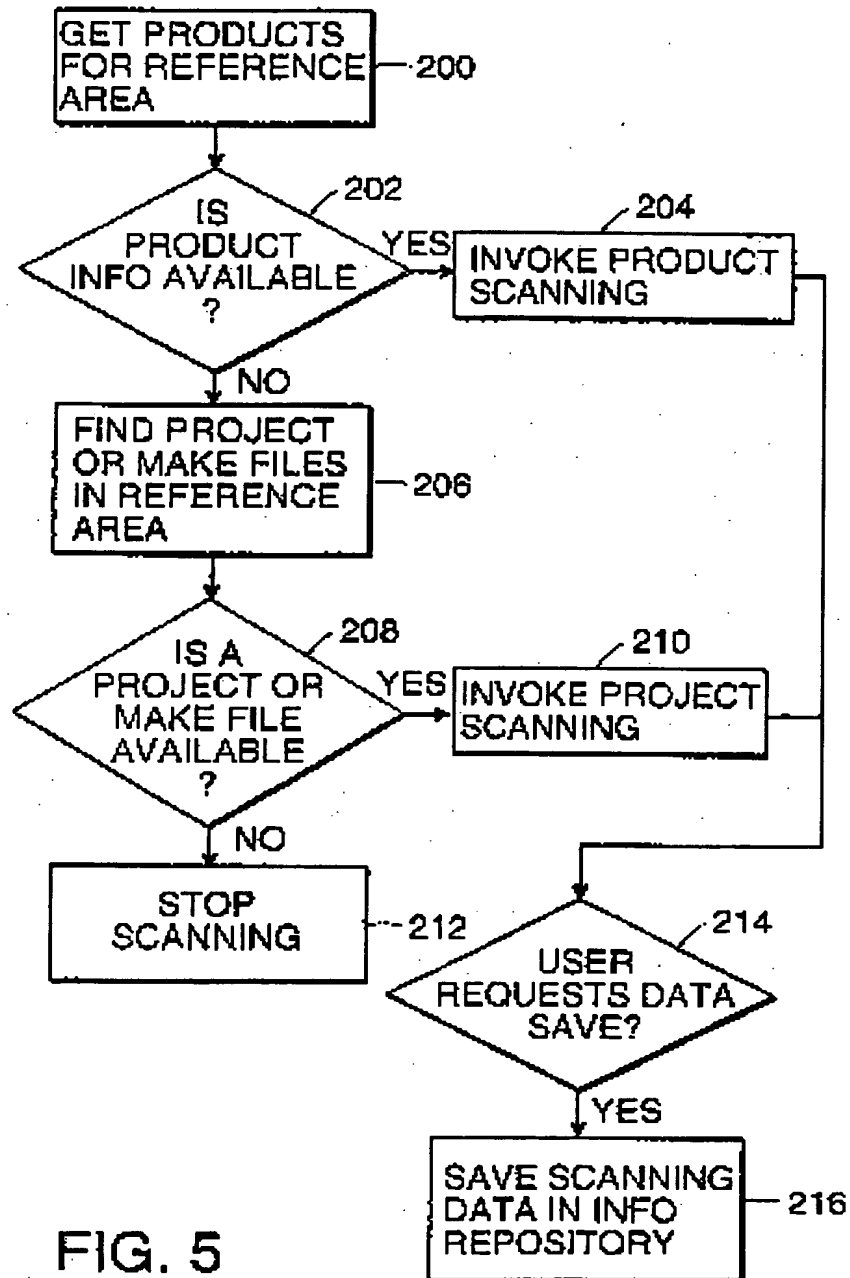 GET PRODUCTS
FOR REFERENCE
AREA
200
202
IS
PRODUCT
INFO AVAILABLE
?
YES
204
INVOKE PRODUCT
SCANNING
NO
FIND PROJECT
OR MAKE FILES
IN REFERENCE
AREA
206
208
IS A
PROJECT OR
MAKE FILE
AVAILABLE
?
YES
210
INVOKE PROJECT
SCANNING
NO
STOP
SCANNING
212
214
USER
REQUESTS DATA
SAVE?
YES
SAVE SCANNING
DATA IN INFO
REPOSITORY
216
FIG. 5